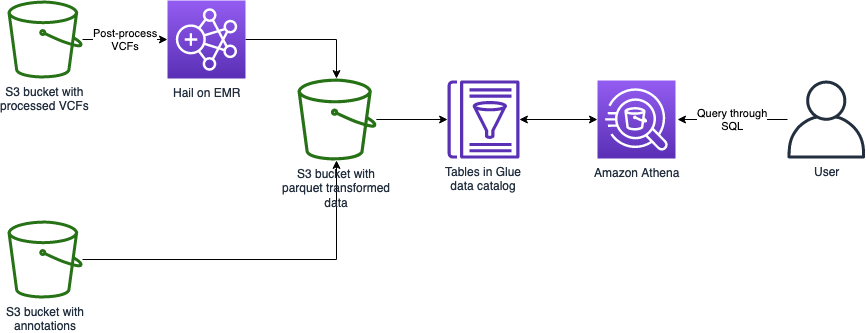 Post-process
VCFs
S3 bucket with
processed VCFs
Hail on EMR
S3 bucket with
parquet transformed
data
Tables in Glue
data catalog
Amazon Athena
Query through
SQL
User
S3 bucket with
annotations